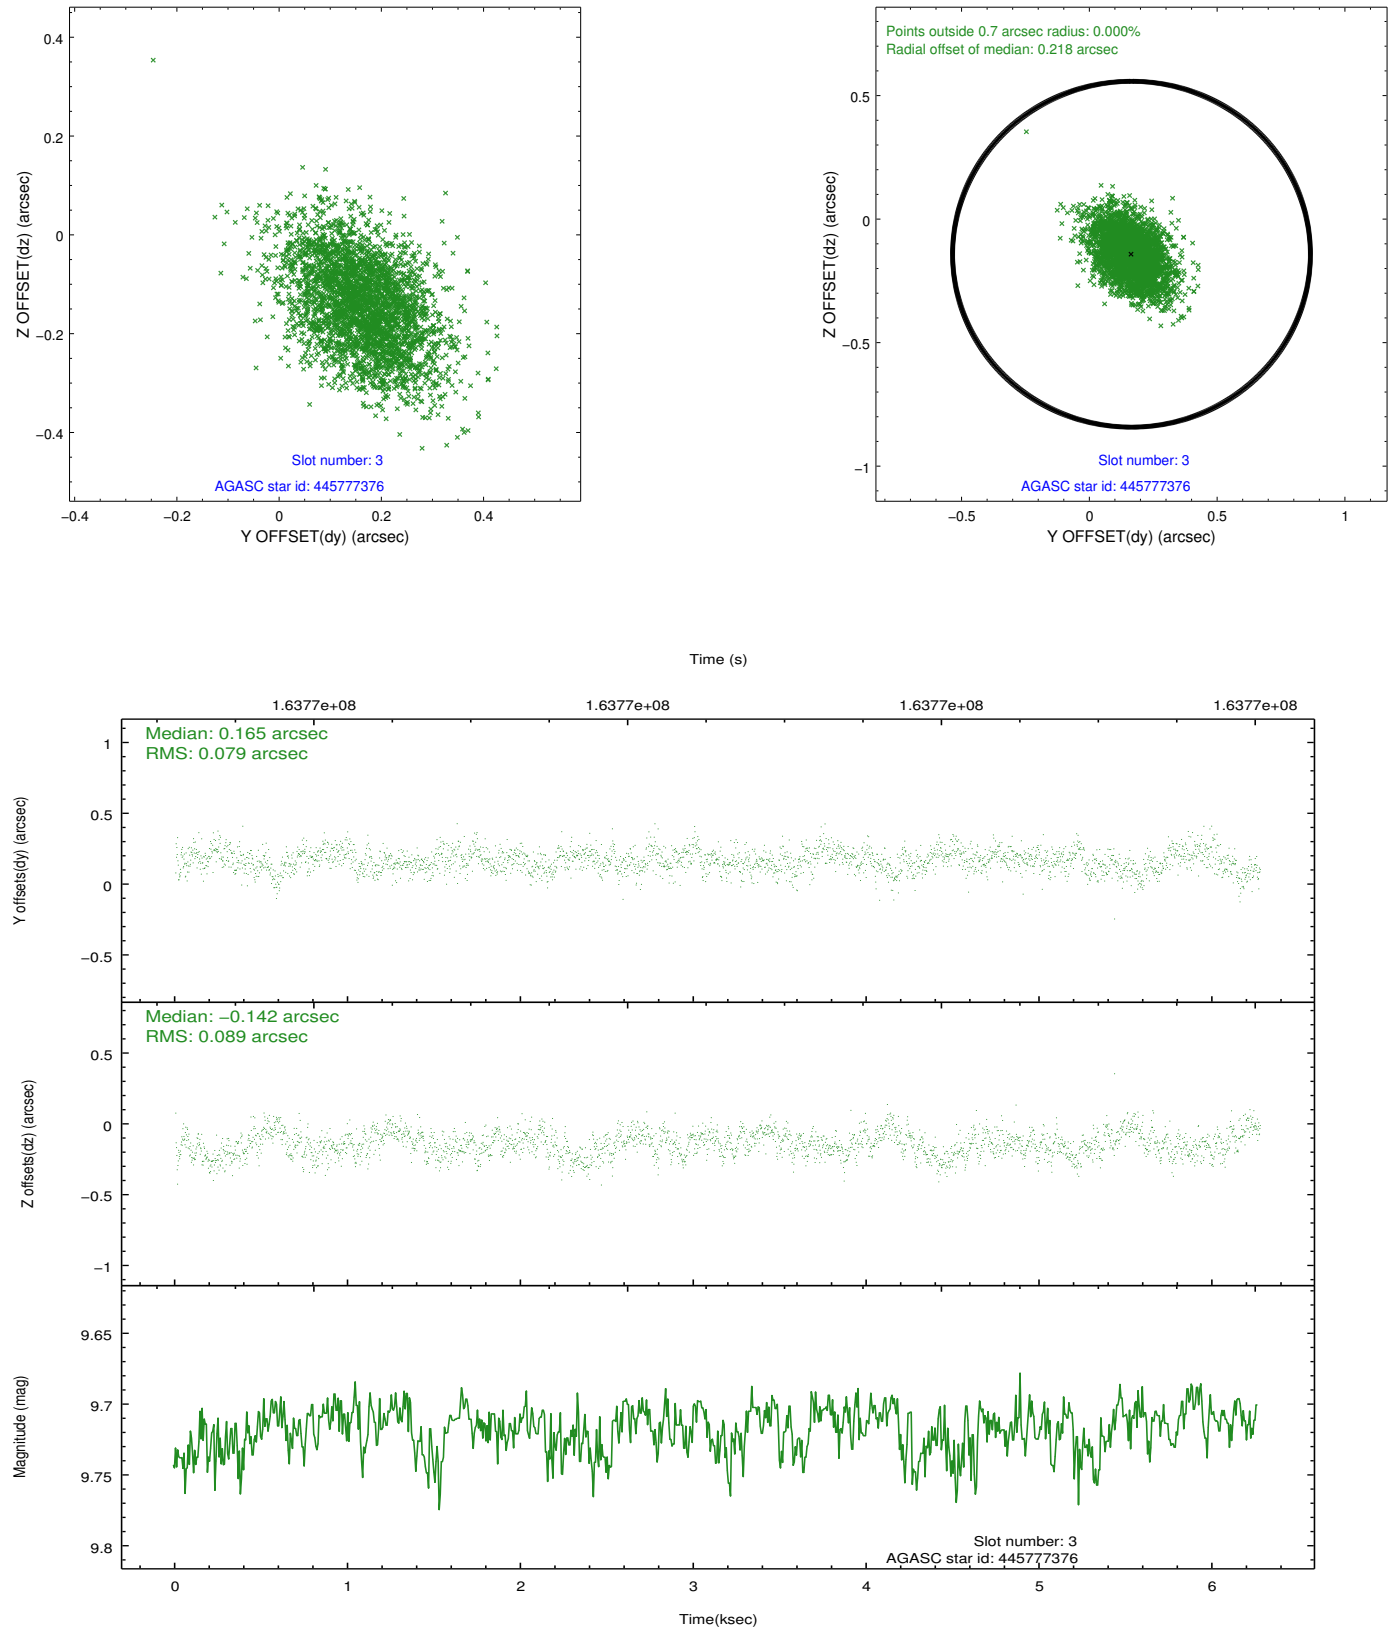 0.4
0.2
0
−0.2
−0.4
Z OFFSET(dz) (arcsec)
Slot number: 3
AGASC star id: 445777376
−0.4 −0.2 0 0.2 0.4
Y OFFSET(dy) (arcsec)
Points outside 0.7 arcsec radius: 0.000%
Radial offset of median: 0.218 arcsec
0.5
0
−0.5
−1
Z OFFSET(dz) (arcsec)
Slot number: 3
AGASC star id: 445777376
−0.5 0 0.5 1
Y OFFSET(dy) (arcsec)
Time (s)
1.6377e+08 1.6377e+08 1.6377e+08 1.6377e+08
Median: 0.165 arcsec
RMS: 0.079 arcsec
1
0.5
0
−0.5
Y offsets(dy) (arcsec)
Median: −0.142 arcsec
RMS: 0.089 arcsec
0.5
0
−0.5
−1
Z offsets(dz) (arcsec)
9.65
9.7
9.75
9.8
Magnitude (mag)
Slot number: 3
AGASC star id: 445777376
0 1 2 3 4 5 6
Time(ksec)